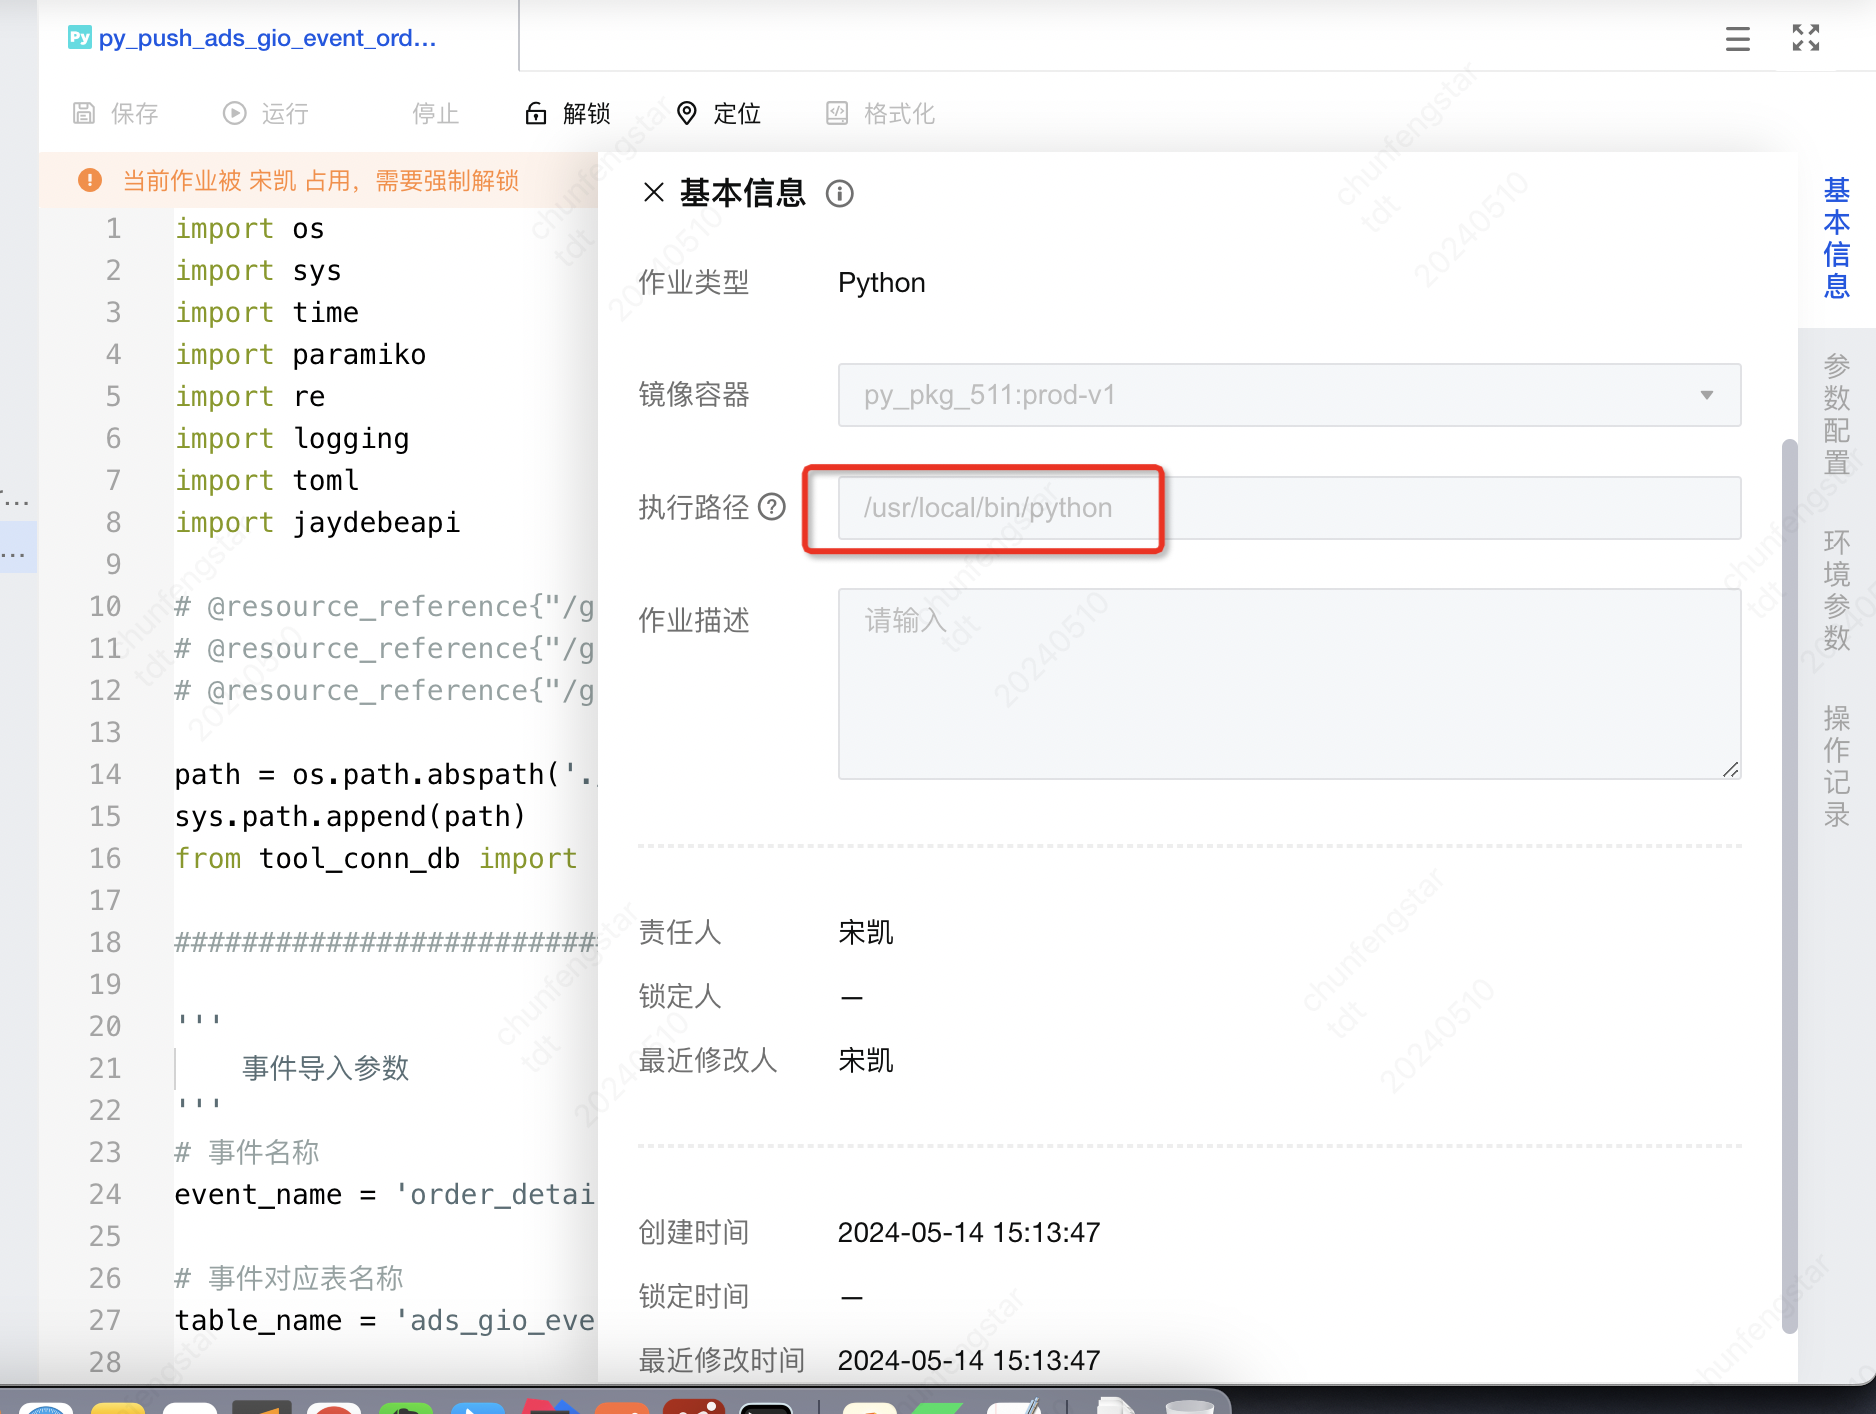 py_push_ads_gio_event_ord...
保存 运行 停止 解锁 定位 格式化
当前作业被 宋凯 占用，需要强制解锁
1 import os
2 import sys
3 import time
4 import paramiko
5 import re
6 import logging
7 import toml
8 import jaydebeapi
9
10 # @resource_reference{"/g
11 # @resource_reference{"/g
12 # @resource_reference{"/g
13
14 path = os.path.abspath('.
15 sys.path.append(path)
16 from tool_conn_db import
17
18 #########################
19
20 '''
21 事件导入参数
22 '''
23 # 事件名称
24 event_name = 'order_detai
25
26 # 事件对应表名称
27 table_name = 'ads_gio_eve
28
基本信息
作业类型 Python
镜像容器 py_pkg_511:prod-v1
执行路径 /usr/local/bin/python
作业描述 请输入
责任人 宋凯
锁定人 —
最近修改人 宋凯
创建时间 2024-05-14 15:13:47
锁定时间 —
最近修改时间 2024-05-14 15:13:47
基本信息
参数配置
环境参数
操作记录
chunfengstar
tdt
20240510